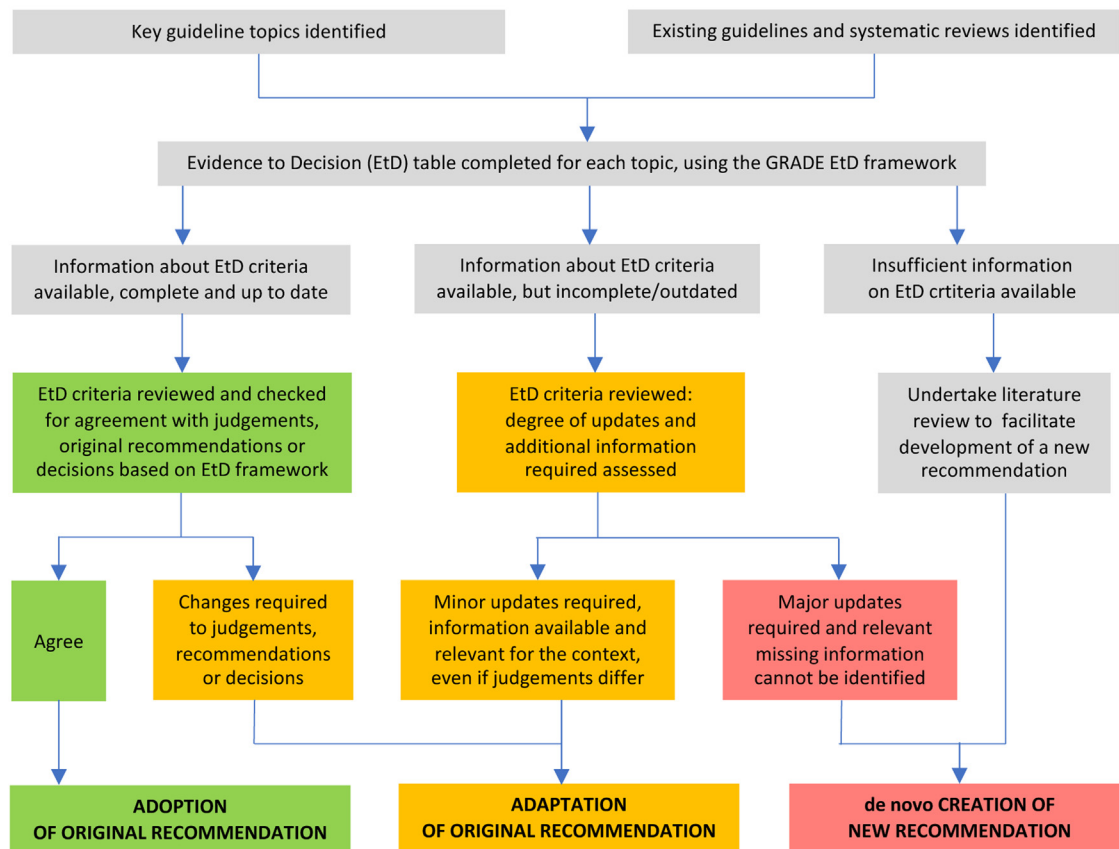 Key guideline topics identified
Existing guidelines and systematic reviews identified
Evidence to Decision (EtD) table completed for each topic, using the GRADE EtD framework
Information about EtD criteria
available, complete and up to date
Information about EtD criteria
available, but incomplete/outdated
Insufficient information
on EtD crtiteria available
EtD criteria reviewed and checked
for agreement with judgements,
original recommendations or
decisions based on EtD framework
EtD criteria reviewed:
degree of updates and
additional information
required assessed
Undertake literature
review to facilitate
development of a new
recommendation
Agree
Changes required
to judgements,
recommendations
or decisions
Minor updates required,
information available and
relevant for the context,
even if judgements differ
Major updates
required and relevant
missing information
cannot be identified
ADOPTION
OF ORIGINAL RECOMMENDATION
ADAPTATION
OF ORIGINAL RECOMMENDATION
de novo CREATION OF
NEW RECOMMENDATION